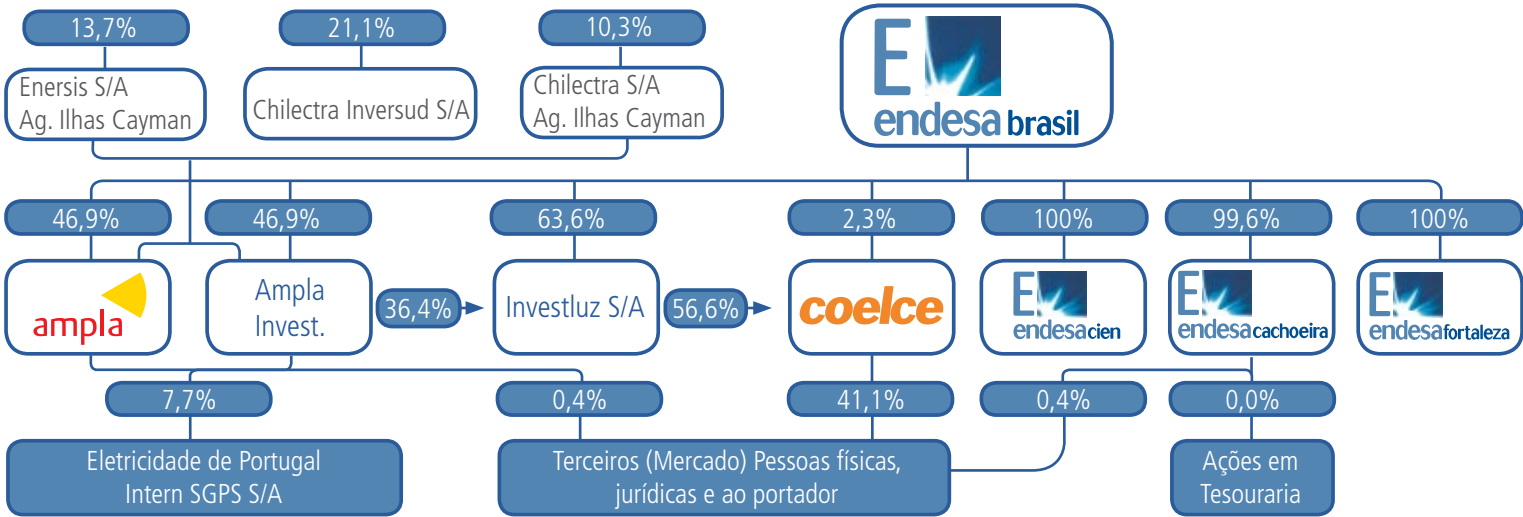 13,7%
21,1%
10,3%
Enersis S/A
Ag. Ilhas Cayman
Chilectra Inversud S/A
Chilectra S/A
Ag. Ilhas Cayman
E
endesa brasil
46,9%
46,9%
63,6%
2,3%
100%
99,6%
100%
ampla
Ampla
Invest.
36,4%
Investluz S/A
56,6%
coelce
E
endesacien
E
endesacachoeira
E
endesafortaleza
7,7%
0,4%
41,1%
0,4%
0,0%
Eletricidade de Portugal
Intern SGPS S/A
Terceiros (Mercado) Pessoas físicas,
jurídicas e ao portador
Ações em
Tesouraria